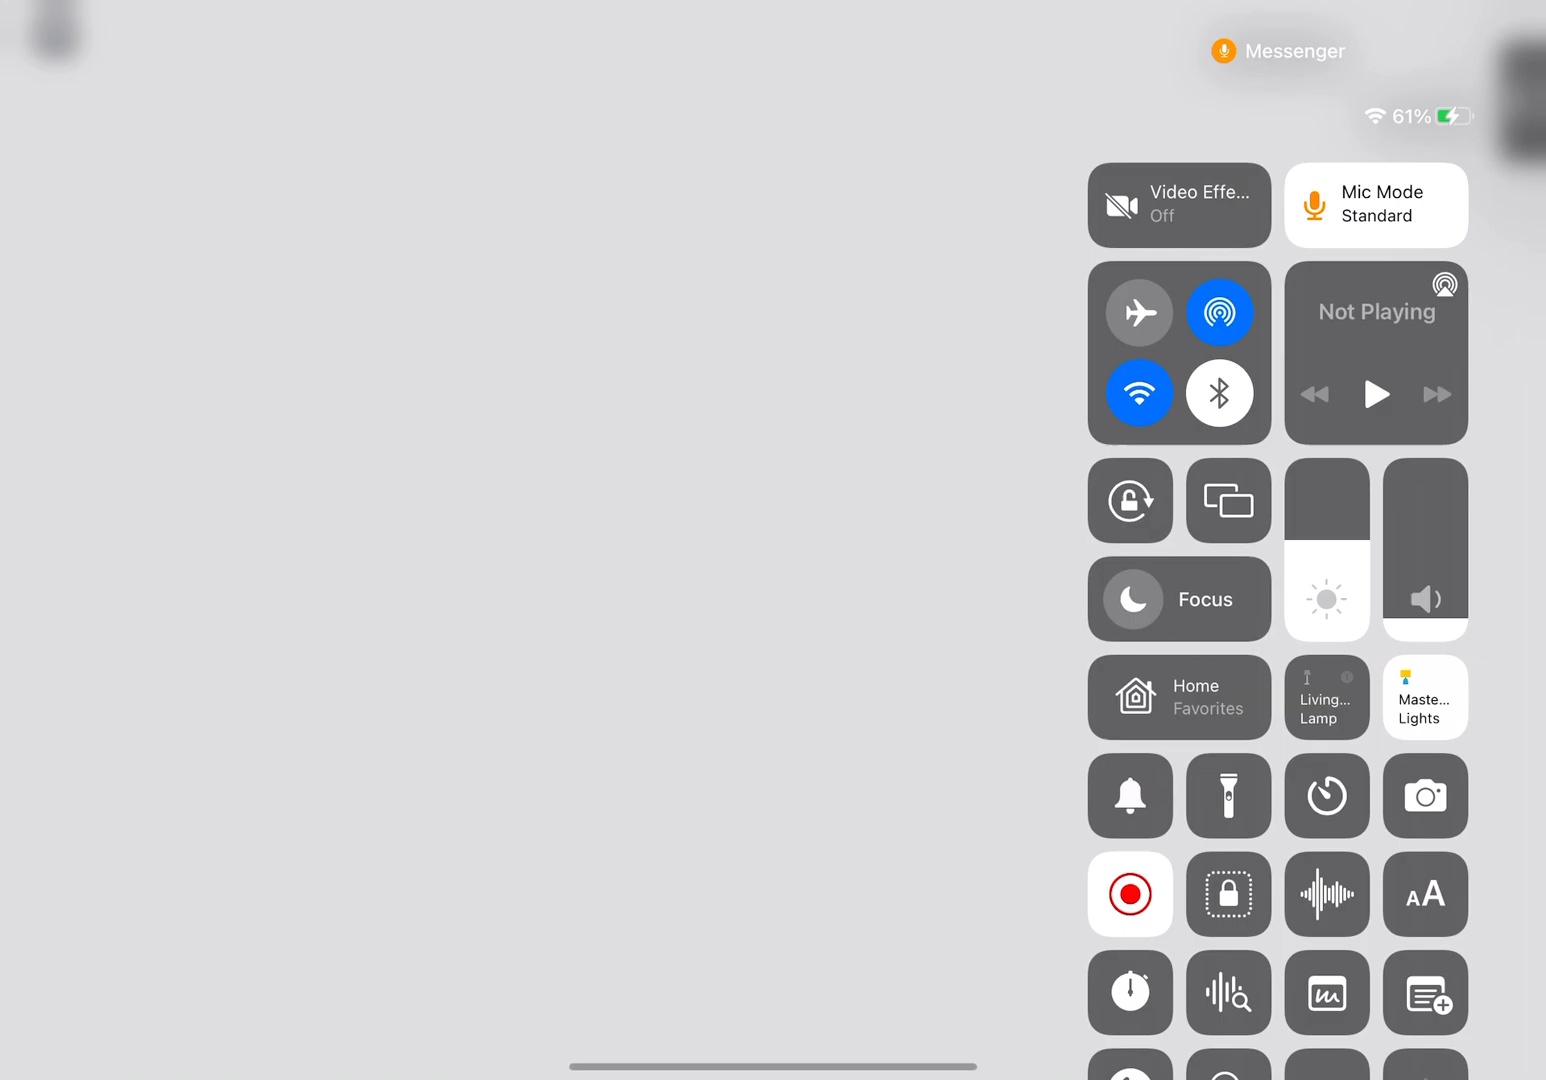 Messenger
61%
Video Effe...
Off
Mic Mode
Standard
Not Playing
Focus
Home
Favorites
Living...
Lamp
Maste...
Lights
AA